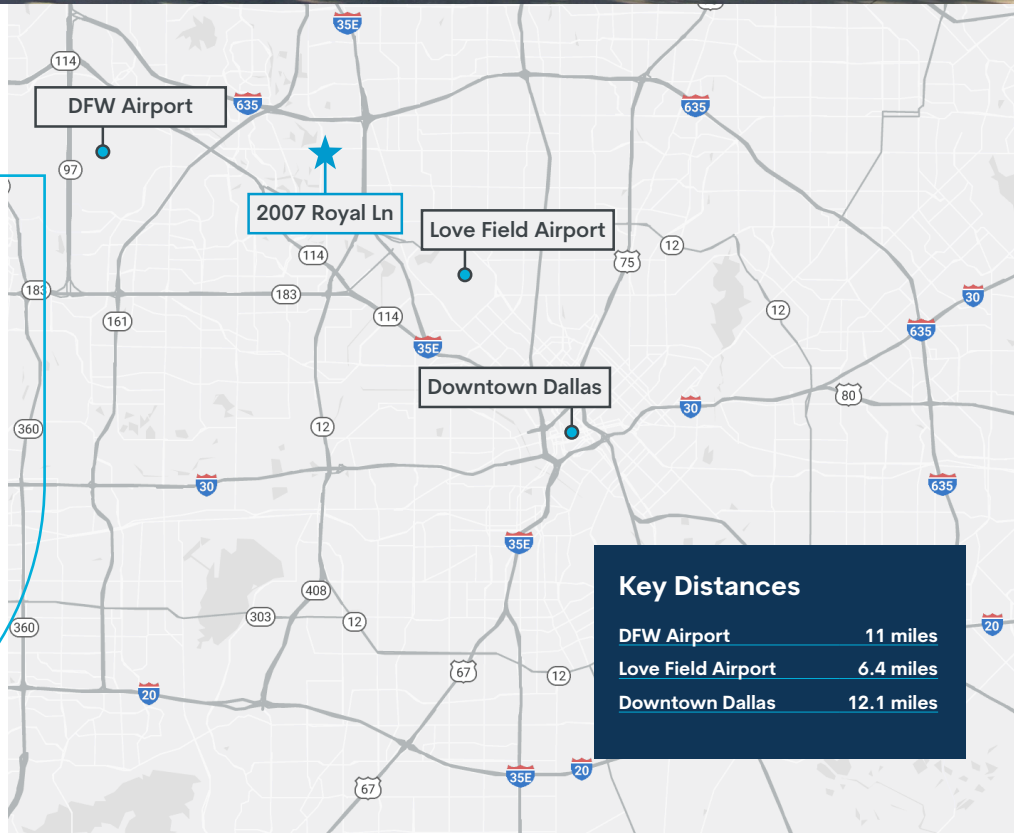 35E
114
DFW Airport
635
635
97
2007 Royal Ln
Love Field Airport
12
114
75
183
183
30
161
114
12
635
35E
Downtown Dallas
80
30
360
12
30
635
35E
Key Distances
408
303
12
360
20
DFW Airport 11 miles
Love Field Airport 6.4 miles
67
12
20
Downtown Dallas 12.1 miles
35E
20
67